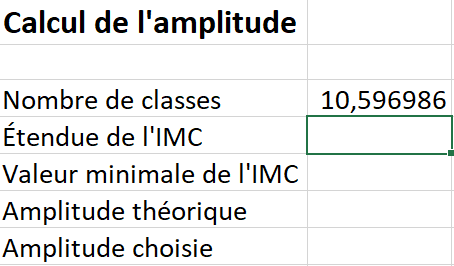 Calcul de l'amplitude
Nombre de classes 10,596986
Étendue de l'IMC
Valeur minimale de l'IMC
Amplitude théorique
Amplitude choisie